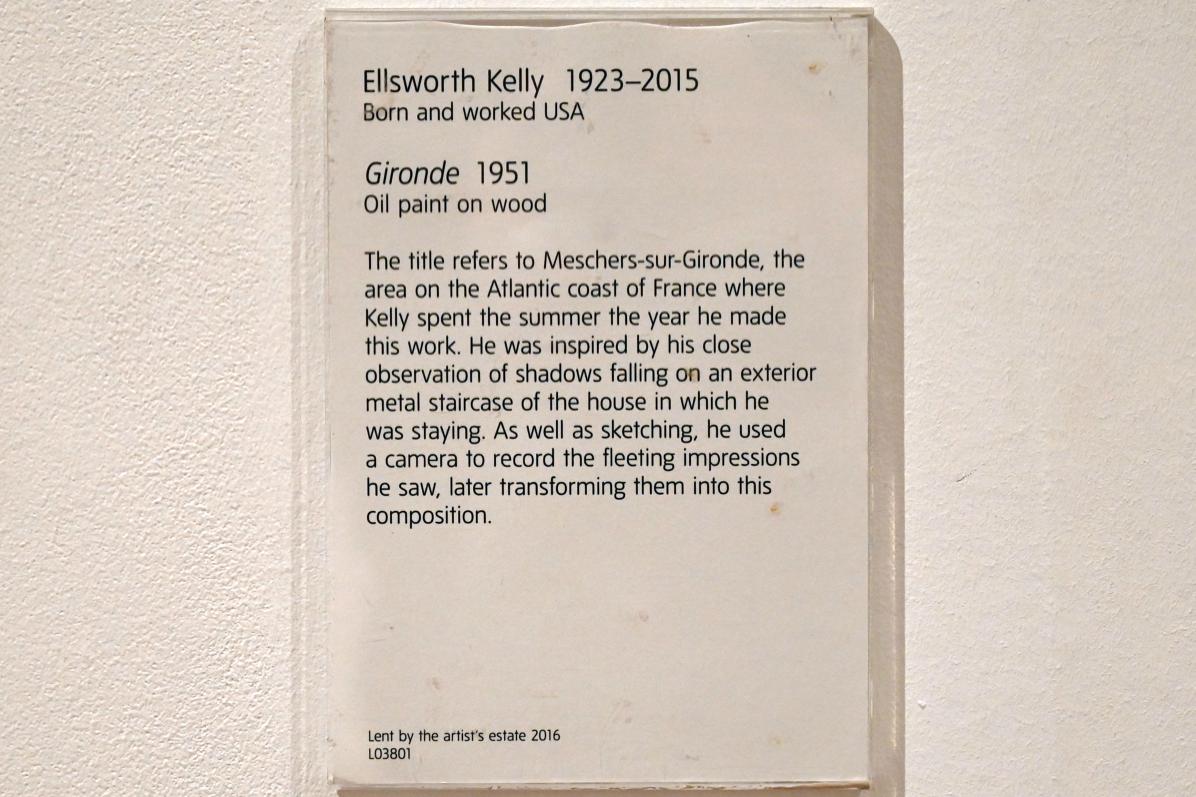 Ellsworth Kelly 1923–2015
Born and worked USA
Gironde 1951
Oil paint on wood
The title refers to Meschers-sur-Gironde, the
area on the Atlantic coast of France where
Kelly spent the summer the year he made
this work. He was inspired by his close
observation of shadows falling on an exterior
metal staircase of the house in which he
was staying. As well as sketching, he used
a camera to record the fleeting impressions
he saw, later transforming them into this
composition.
Lent by the artist's estate 2016
L03801